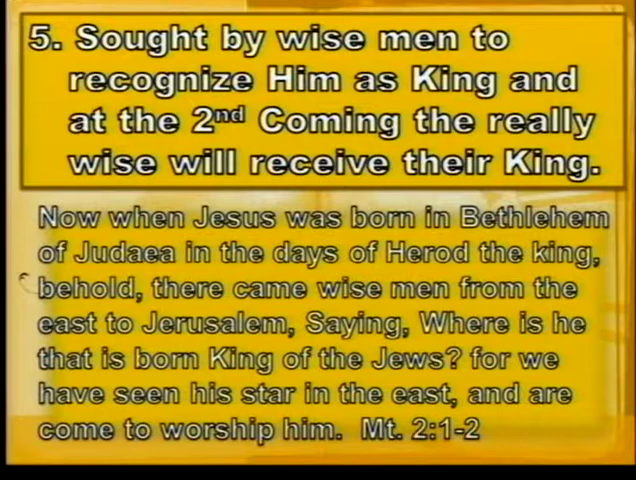 5. Sought by wise men to
recognize Him as King and
at the 2nd Coming the really
wise will receive their King.
Now when Jesus was born in Bethlehem
of Judaea in the days of Herod the king,
behold, there came wise men from the
east to Jerusalem, Saying, Where is he
that is born King of the Jews? for we
have seen his star in the east, and are
come to worship him. Mt. 2:1-2